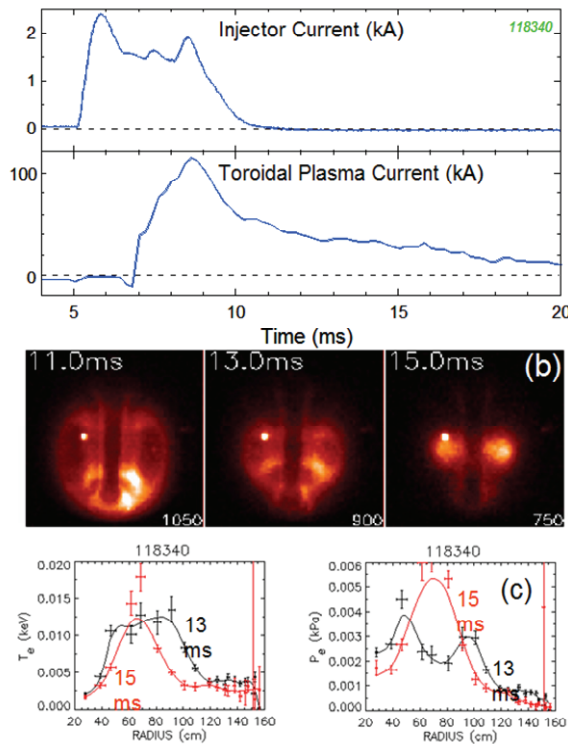 Injector Current (kA)
118340
2
1
0
Toroidal Plasma Current (kA)
100
0
5 10 15 20
Time (ms)
11.0ms 13.0ms 15.0ms (b)
1050 900 750
118340
0.020
0.015
0.010
0.005
0.000
Te (keV)
13
ms
15
ms
20 40 60 80 100 120 140 160
RADIUS (cm)
118340
(c)
0.006
0.005
0.004
0.003
0.002
0.001
0.000
Pe (kPa)
15
ms
13
ms
20 40 60 80 100 120 140 160
RADIUS (cm)